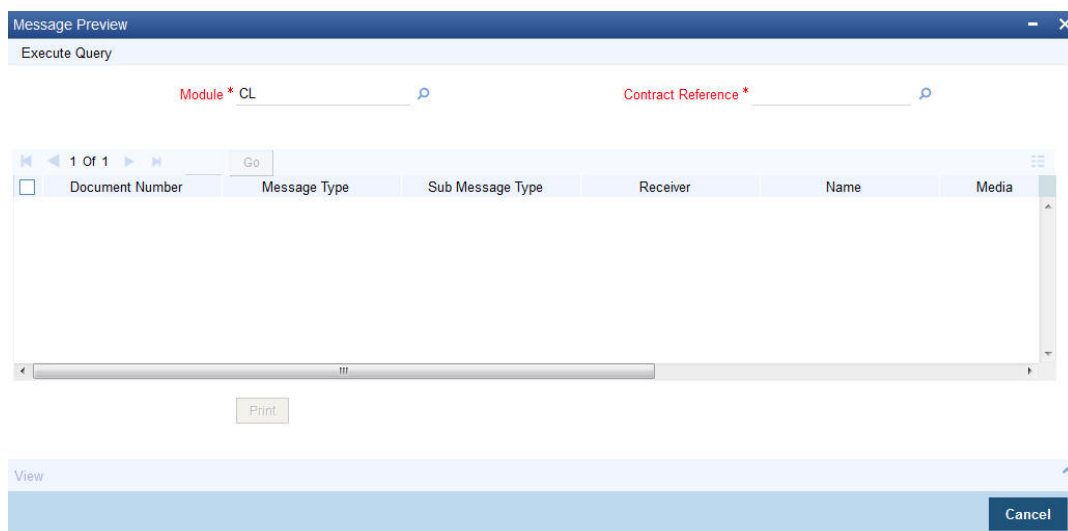 Message Preview
Execute Query
Module * CL Contract Reference *
1 Of 1 Go
Document Number Message Type Sub Message Type Receiver Name Media
Print
View
Cancel